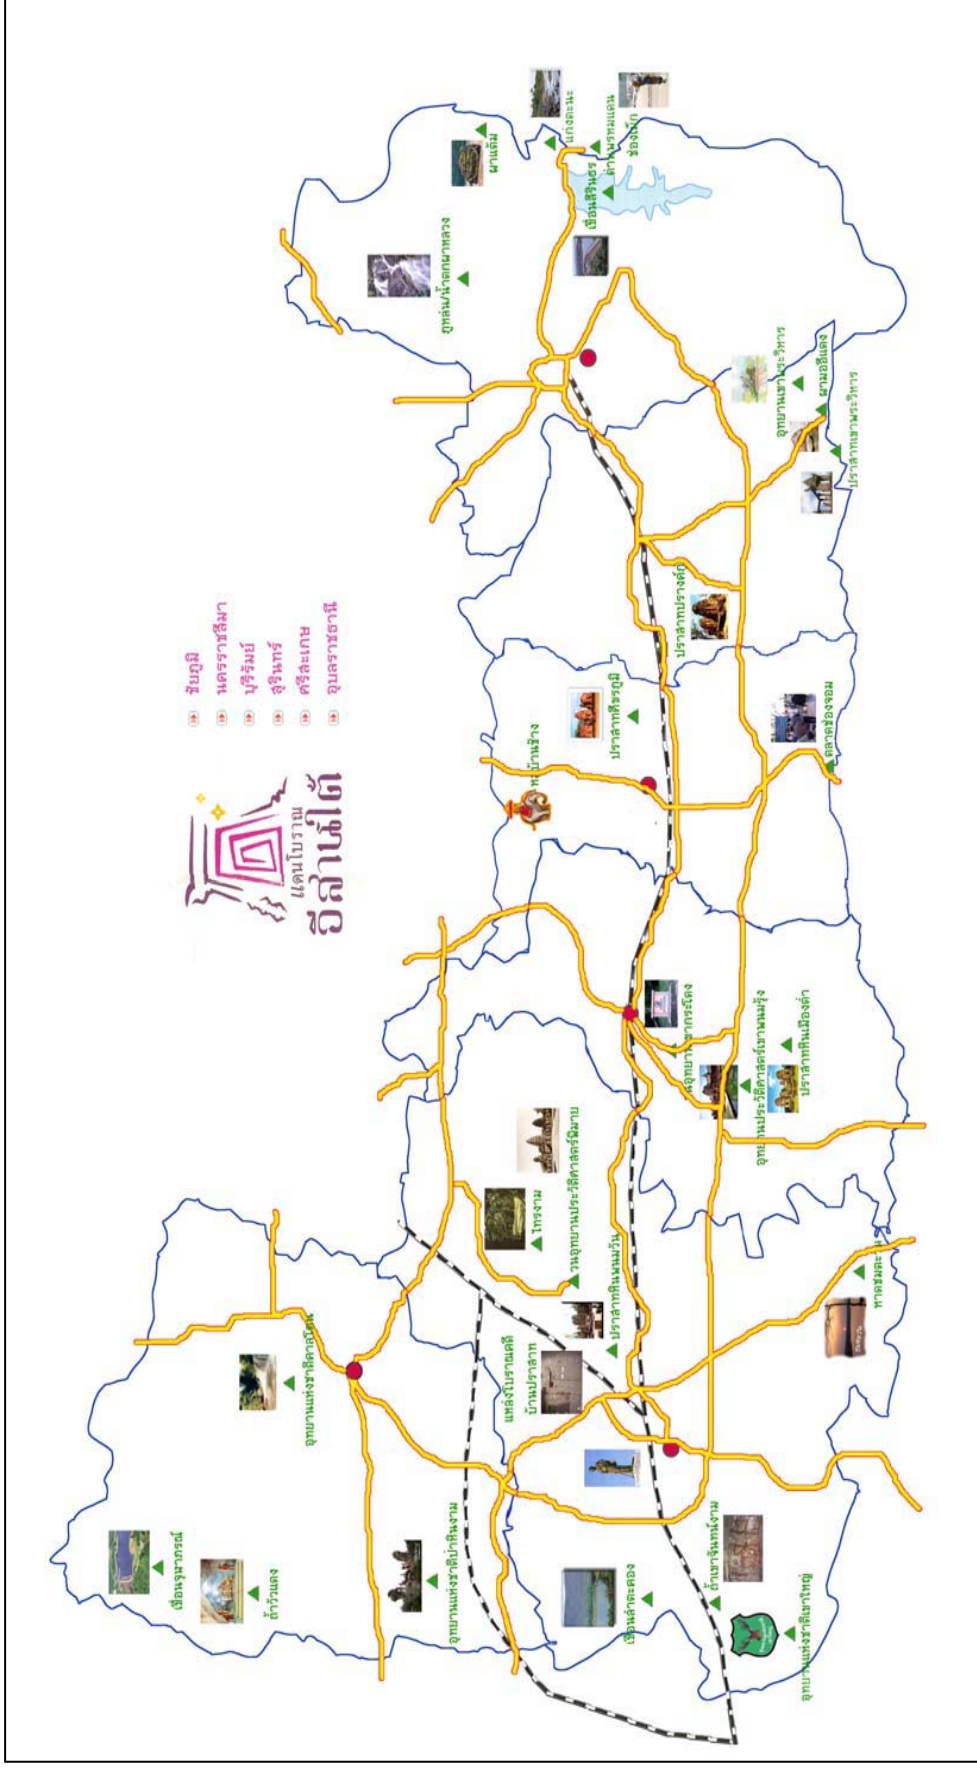 ชัยภูมิ
นครราชสีมา
บุรีรัมย์
สุรินทร์
ศรีสะเกษ
อุบลราชธานี
แดนโบราณ
อีสานใต้
เขื่อนจุฬาภรณ์
ถ้ำวัวแดง
อุทยานแห่งชาติตาดโตน
อุทยานแห่งชาติป่าหินงาม
เขื่อนลำตะคอง
ถ้ำเขาจันทน์งาม
อุทยานแห่งชาติเขาใหญ่
แหล่งโบราณคดี
บ้านปราสาท
ไทรงาม
วนอุทยานประวัติศาสตร์พิมาย
ปราสาทหินพนมวัน
หาดชมตะวัน
อุทยานประวัติศาสตร์เขาพนมรุ้ง
ปราสาทหินเมืองต่ำ
ปราสาทศีขรภูมิ
ตลาดช่องจอม
ปราสาทปรางค์กู่
อุทยานเขาพระวิหาร
ผามออีแดง
ปราสาทเขาพระวิหาร
ภูหล่น/น้ำตกผาหลวง
ผาแต้ม
แก่งตะนะ
เขื่อนสิรินธร
ช่องเม็ก